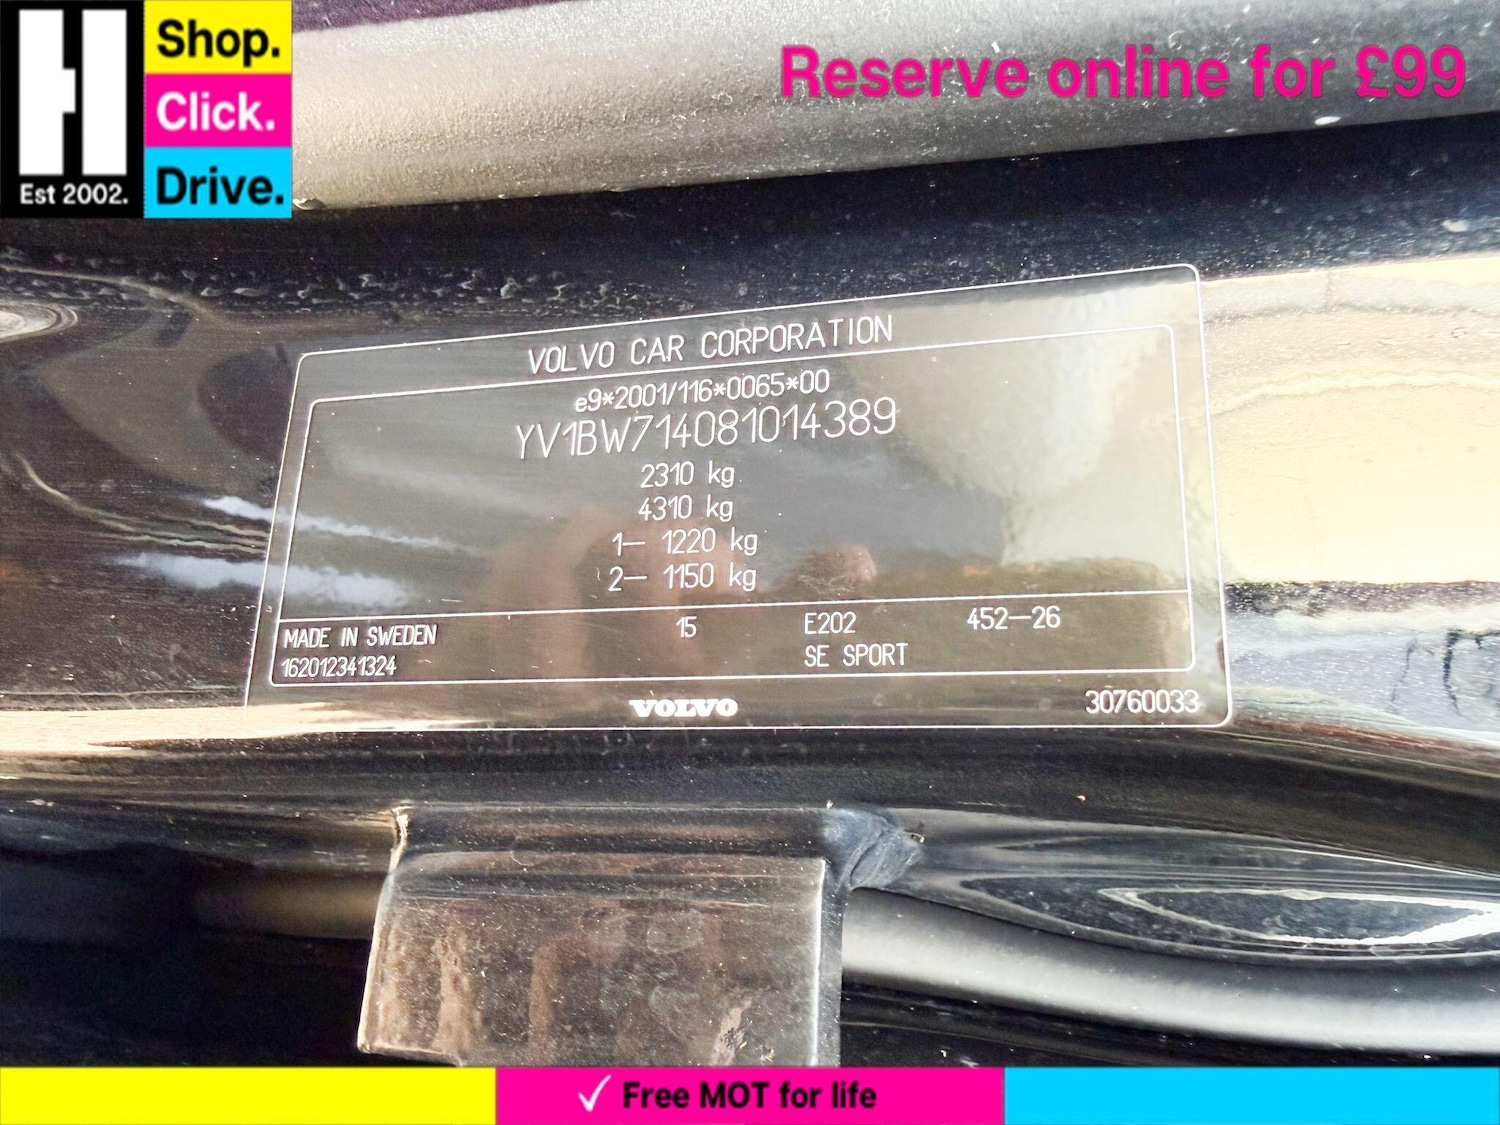 Shop.
Click.
Drive.
Est 2002.
Reserve online for £99
VOLVO CAR CORPORATION
e9*2001/116*0065*00
YV1BW714081014389
2310 kg
4310 kg
1– 1220 kg
2– 1150 kg
MADE IN SWEDEN 15 E202 452–26
162012341324 SE SPORT
VOLVO 30760033
✓ Free MOT for life